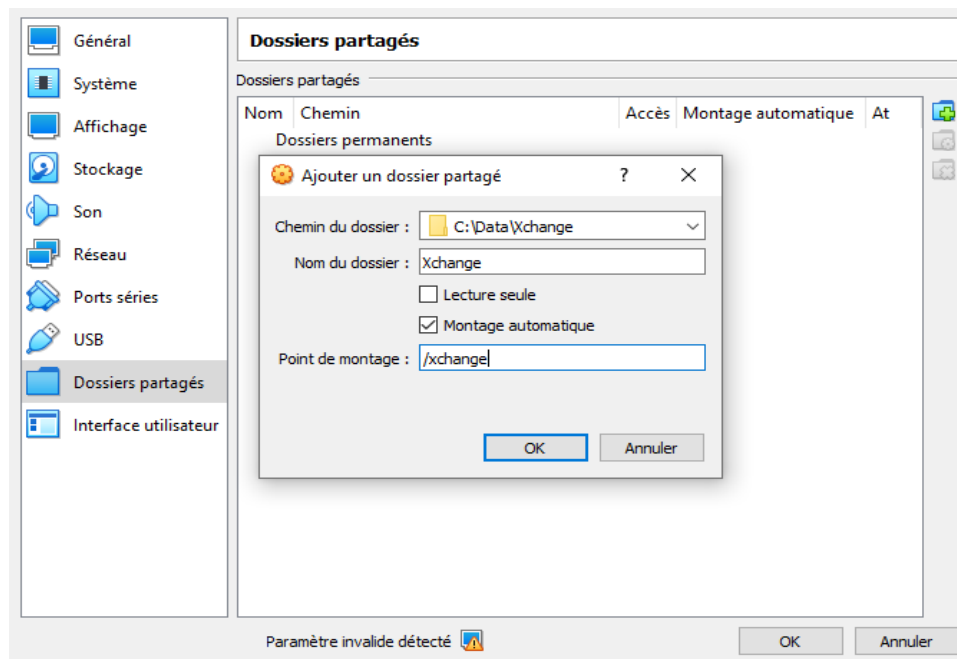 Général
Système
Affichage
Stockage
Son
Réseau
Ports séries
USB
Dossiers partagés
Interface utilisateur
Dossiers partagés
Dossiers partagés
Nom Chemin Accès Montage automatique At
Dossiers permanents
Ajouter un dossier partagé ? ×
Chemin du dossier : C:\Data\Xchange
Nom du dossier : Xchange
Lecture seule
Montage automatique
Point de montage : /xchange
OK Annuler
Paramètre invalide détecté OK Annuler